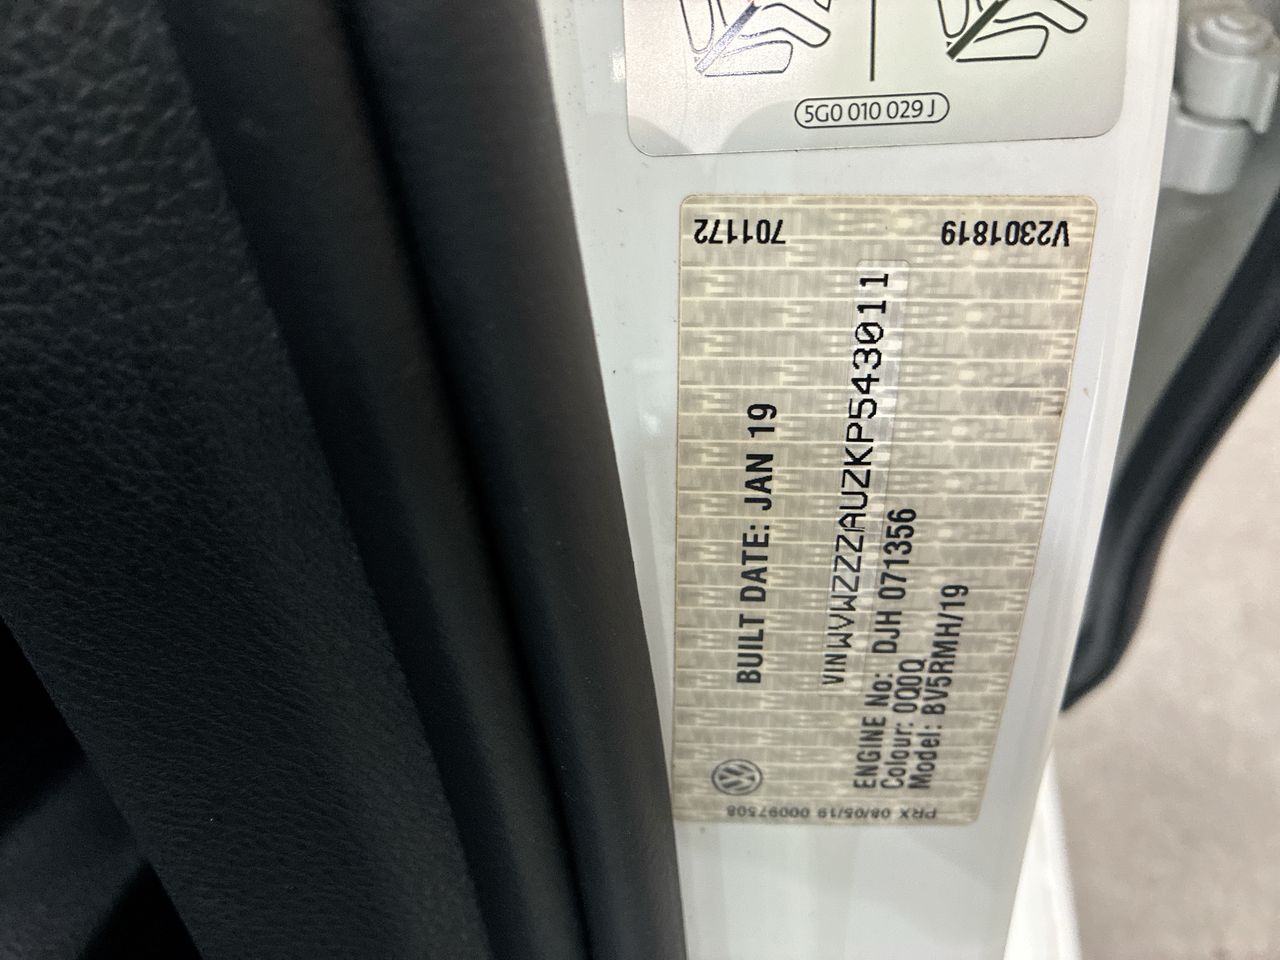 5G0 010 029 J
701172
V2301819
BUILT DATE: JAN 19
VIN WVWZZZAUZKP543011
ENGINE No: DJH 071356
Colour: 0Q0Q
Model: BV5RMH/19
PRX 08/05/19 00097508